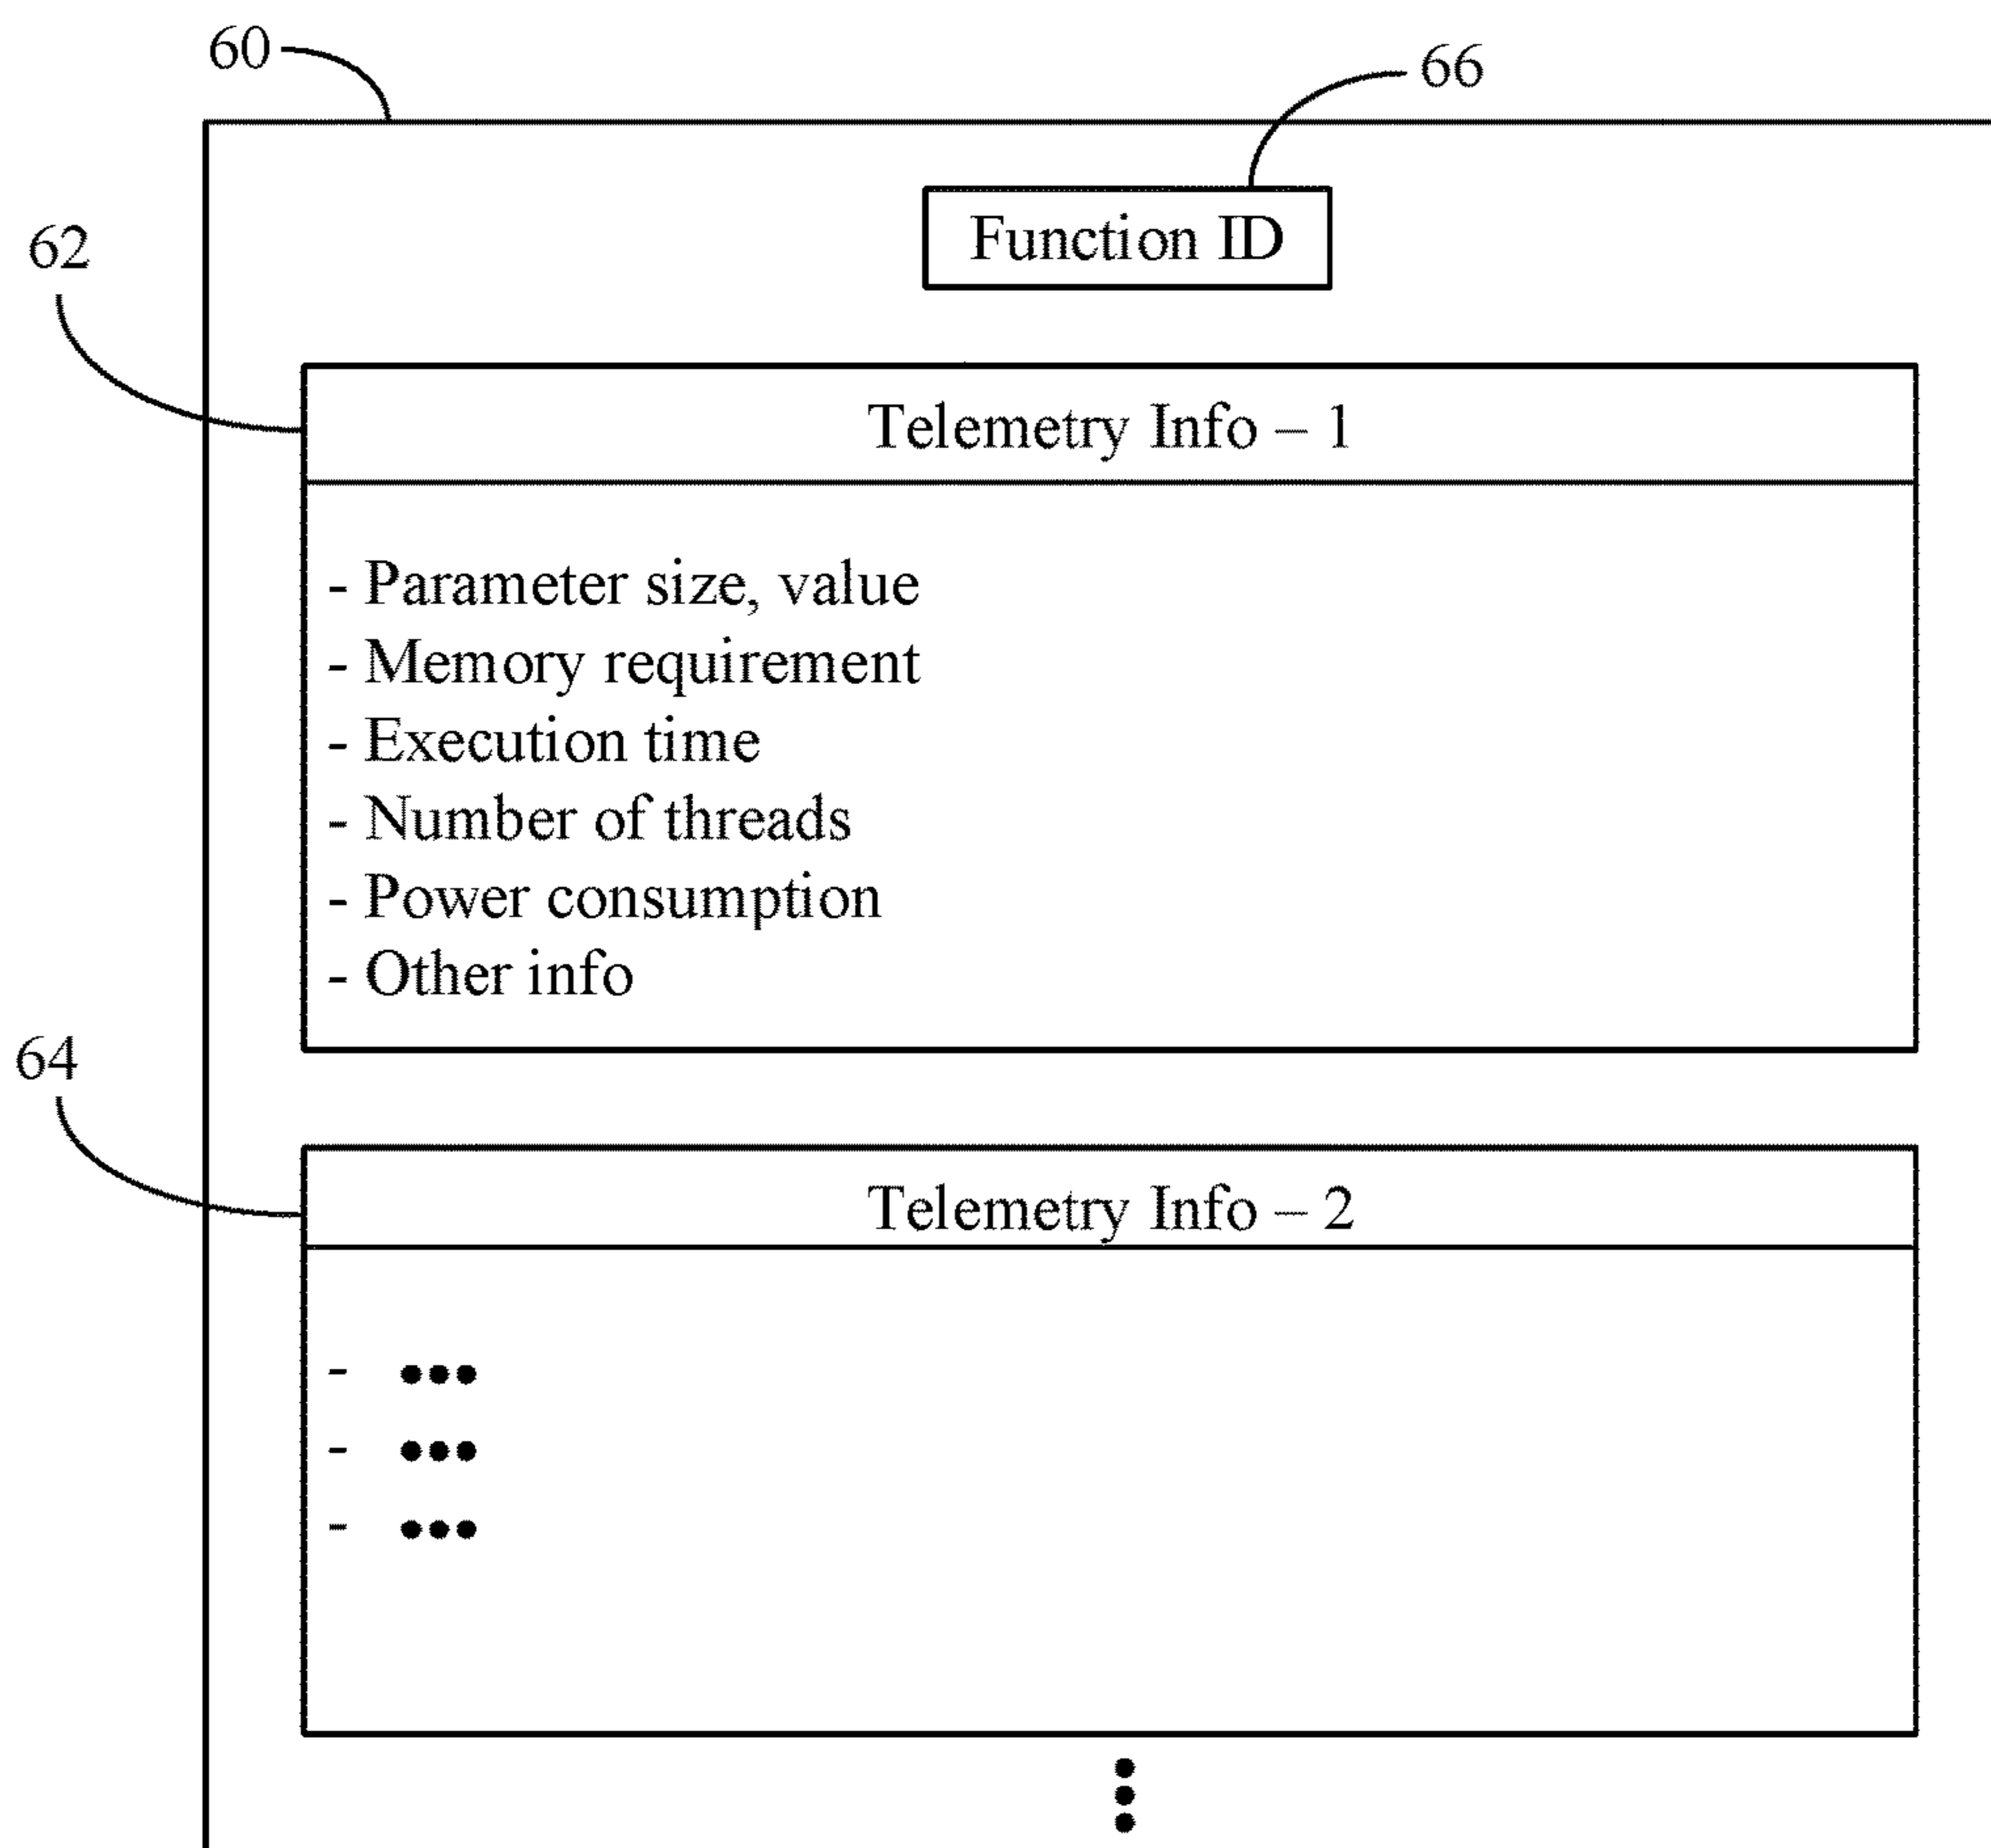 60
66
Function ID
62
Telemetry Info – 1
- Parameter size, value
- Memory requirement
- Execution time
- Number of threads
- Power consumption
- Other info
64
Telemetry Info – 2
- •••
- •••
- •••